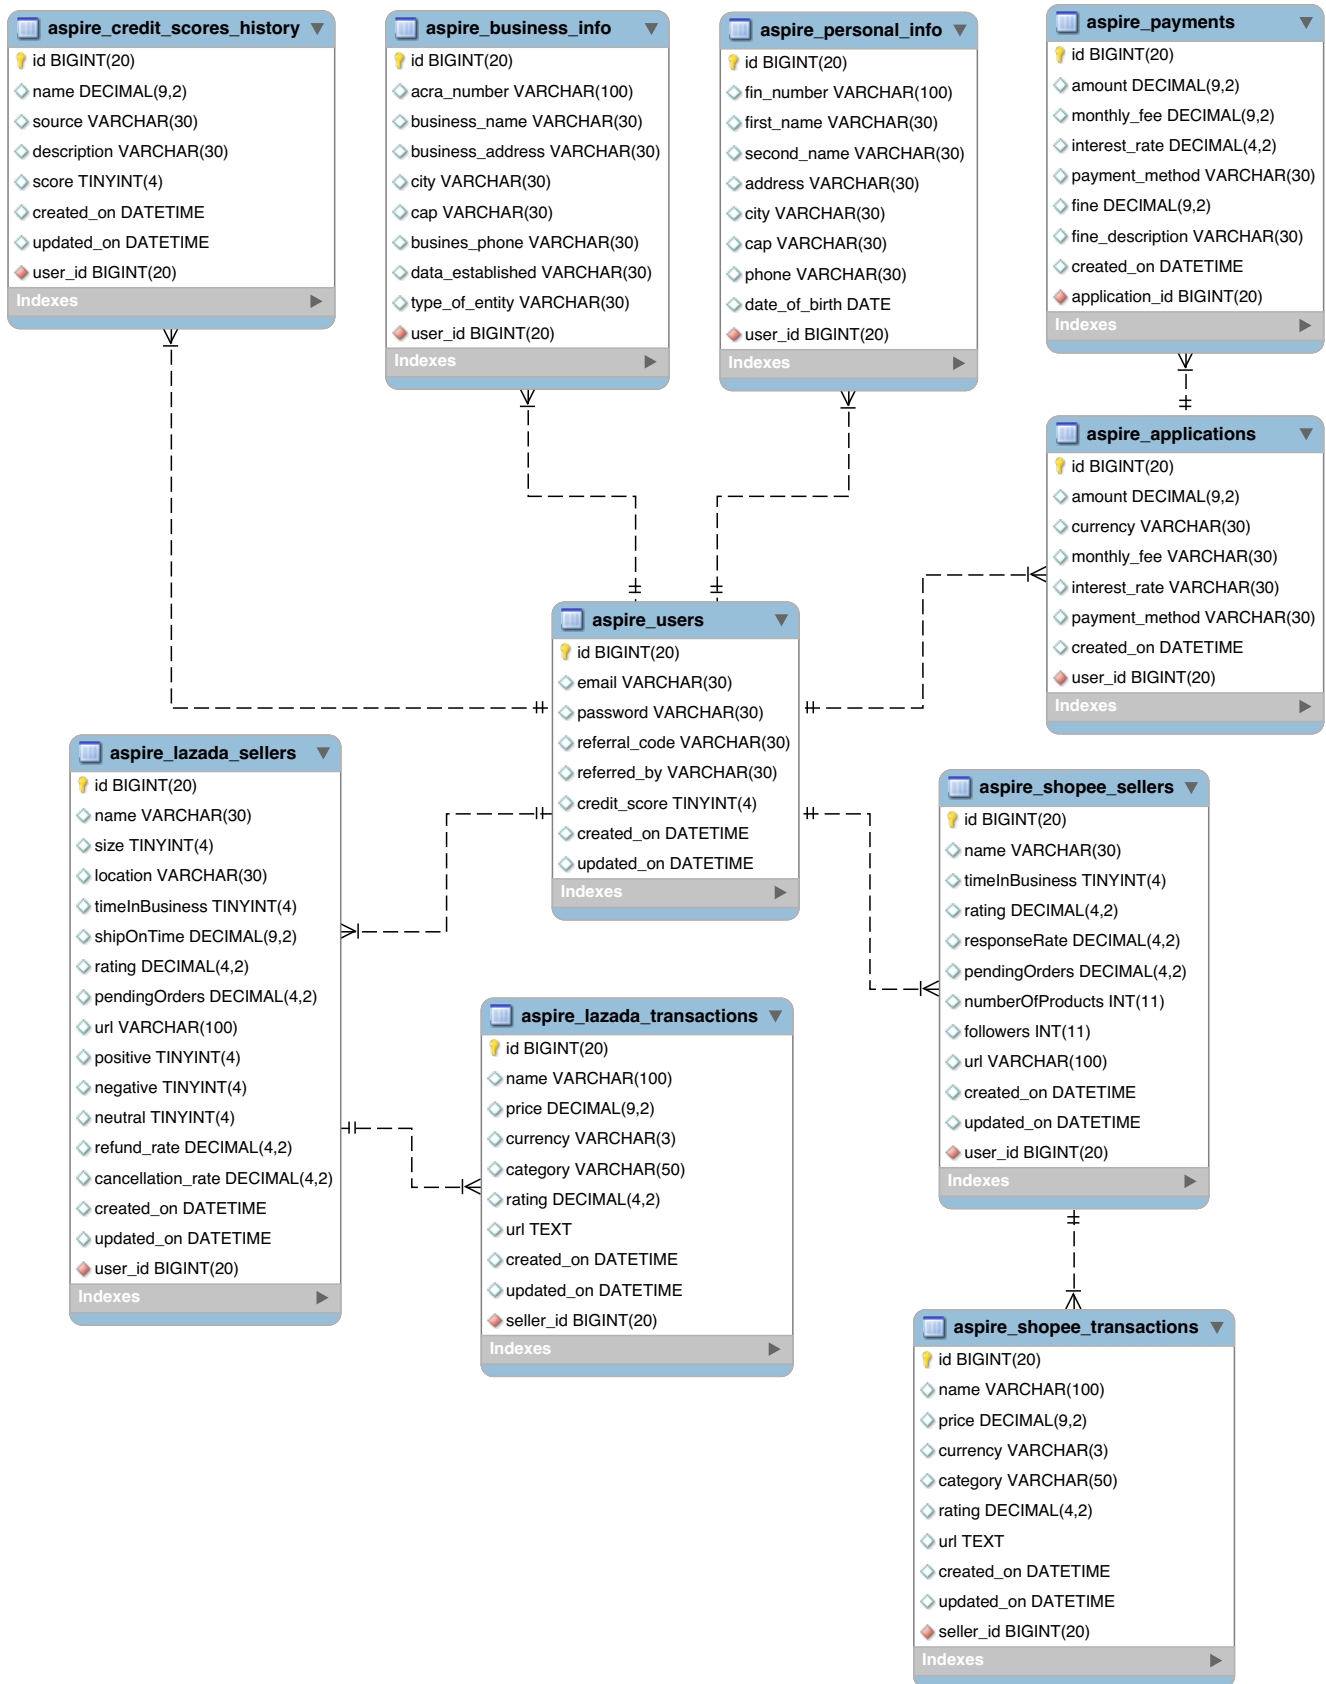 aspire_credit_scores_history
id BIGINT(20)
name DECIMAL(9,2)
source VARCHAR(30)
description VARCHAR(30)
score TINYINT(4)
created_on DATETIME
updated_on DATETIME
user_id BIGINT(20)
Indexes
aspire_business_info
id BIGINT(20)
acra_number VARCHAR(100)
business_name VARCHAR(30)
business_address VARCHAR(30)
city VARCHAR(30)
cap VARCHAR(30)
busines_phone VARCHAR(30)
data_established VARCHAR(30)
type_of_entity VARCHAR(30)
user_id BIGINT(20)
Indexes
aspire_personal_info
id BIGINT(20)
fin_number VARCHAR(100)
first_name VARCHAR(30)
second_name VARCHAR(30)
address VARCHAR(30)
city VARCHAR(30)
cap VARCHAR(30)
phone VARCHAR(30)
date_of_birth DATE
user_id BIGINT(20)
Indexes
aspire_payments
id BIGINT(20)
amount DECIMAL(9,2)
monthly_fee DECIMAL(9,2)
interest_rate DECIMAL(4,2)
payment_method VARCHAR(30)
fine DECIMAL(9,2)
fine_description VARCHAR(30)
created_on DATETIME
application_id BIGINT(20)
Indexes
aspire_applications
id BIGINT(20)
amount DECIMAL(9,2)
currency VARCHAR(30)
monthly_fee VARCHAR(30)
interest_rate VARCHAR(30)
payment_method VARCHAR(30)
created_on DATETIME
user_id BIGINT(20)
Indexes
aspire_users
id BIGINT(20)
email VARCHAR(30)
password VARCHAR(30)
referral_code VARCHAR(30)
referred_by VARCHAR(30)
credit_score TINYINT(4)
created_on DATETIME
updated_on DATETIME
Indexes
aspire_lazada_sellers
id BIGINT(20)
name VARCHAR(30)
size TINYINT(4)
location VARCHAR(30)
timeInBusiness TINYINT(4)
shipOnTime DECIMAL(9,2)
rating DECIMAL(4,2)
pendingOrders DECIMAL(4,2)
url VARCHAR(100)
positive TINYINT(4)
negative TINYINT(4)
neutral TINYINT(4)
refund_rate DECIMAL(4,2)
cancellation_rate DECIMAL(4,2)
created_on DATETIME
updated_on DATETIME
user_id BIGINT(20)
Indexes
aspire_shopee_sellers
id BIGINT(20)
name VARCHAR(30)
timeInBusiness TINYINT(4)
rating DECIMAL(4,2)
responseRate DECIMAL(4,2)
pendingOrders DECIMAL(4,2)
numberOfProducts INT(11)
followers INT(11)
url VARCHAR(100)
created_on DATETIME
updated_on DATETIME
user_id BIGINT(20)
Indexes
aspire_lazada_transactions
id BIGINT(20)
name VARCHAR(100)
price DECIMAL(9,2)
currency VARCHAR(3)
category VARCHAR(50)
rating DECIMAL(4,2)
url TEXT
created_on DATETIME
updated_on DATETIME
seller_id BIGINT(20)
Indexes
aspire_shopee_transactions
id BIGINT(20)
name VARCHAR(100)
price DECIMAL(9,2)
currency VARCHAR(3)
category VARCHAR(50)
rating DECIMAL(4,2)
url TEXT
created_on DATETIME
updated_on DATETIME
seller_id BIGINT(20)
Indexes